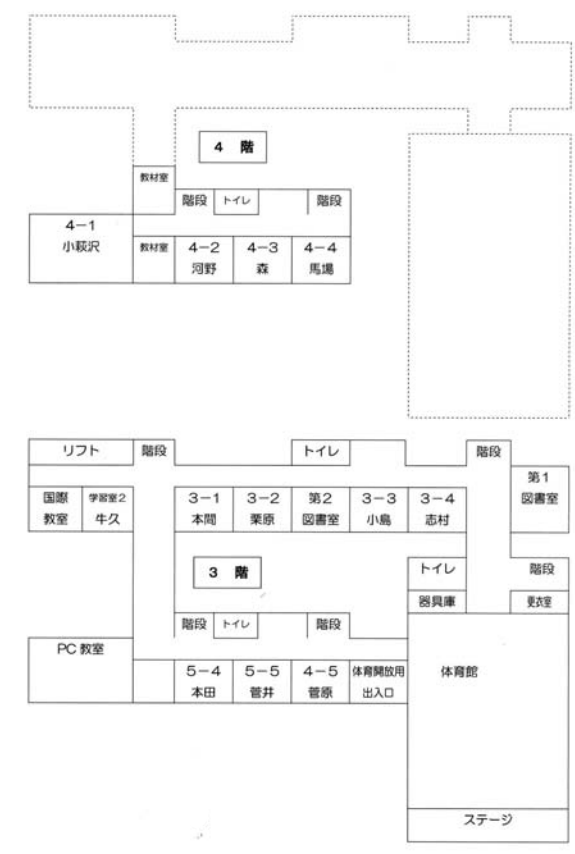 4 階
教材室
階段 トイレ 階段
4-1
小萩沢
教材室
4-2
河野
4-3
森
4-4
馬場
リフト 階段 トイレ 階段
第1
図書室
国際
教室
学習室2
牛久
3-1
本間
3-2
栗原
第2
図書室
3-3
小島
3-4
志村
3 階
トイレ 階段
器具庫 更衣室
階段 トイレ 階段
PC 教室
5-4
本田
5-5
菅井
4-5
菅原
体育開放用
出入口
体育館
ステージ